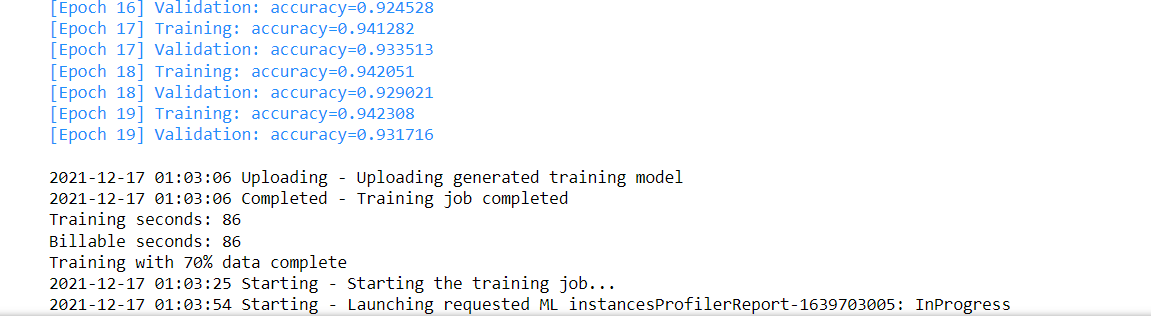 [Epoch 16] Validation: accuracy=0.924528
[Epoch 17] Training: accuracy=0.941282
[Epoch 17] Validation: accuracy=0.933513
[Epoch 18] Training: accuracy=0.942051
[Epoch 18] Validation: accuracy=0.929021
[Epoch 19] Training: accuracy=0.942308
[Epoch 19] Validation: accuracy=0.931716
2021-12-17 01:03:06 Uploading - Uploading generated training model
2021-12-17 01:03:06 Completed - Training job completed
Training seconds: 86
Billable seconds: 86
Training with 70% data complete
2021-12-17 01:03:25 Starting - Starting the training job...
2021-12-17 01:03:54 Starting - Launching requested ML instancesProfilerReport-1639703005: InProgress